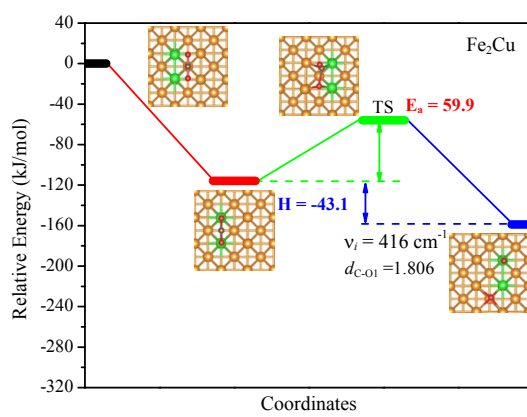 Fe₂Cu
40
0
-40
-80
-120
-160
-200
-240
-280
-320
Relative Energy (kJ/mol)
Coordinates
TS
Eₐ = 59.9
H = -43.1
νᵢ = 416 cm⁻¹
d_C-O1 =1.806